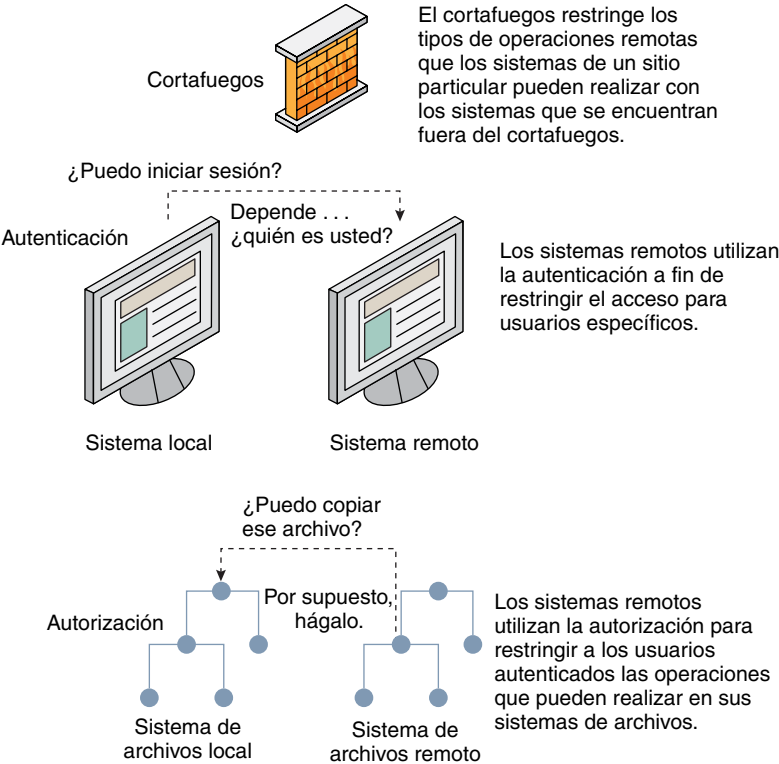 Cortafuegos
El cortafuegos restringe los
tipos de operaciones remotas
que los sistemas de un sitio
particular pueden realizar con
los sistemas que se encuentran
fuera del cortafuegos.
¿Puedo iniciar sesión?
Autenticación
Depende . . .
¿quién es usted?
Los sistemas remotos utilizan
la autenticación a fin de
restringir el acceso para
usuarios específicos.
Sistema local
Sistema remoto
¿Puedo copiar
ese archivo?
Autorización
Por supuesto,
hágalo.
Los sistemas remotos
utilizan la autorización para
restringir a los usuarios
autenticados las operaciones
que pueden realizar en sus
sistemas de archivos.
Sistema de
archivos local
Sistema de
archivos remoto